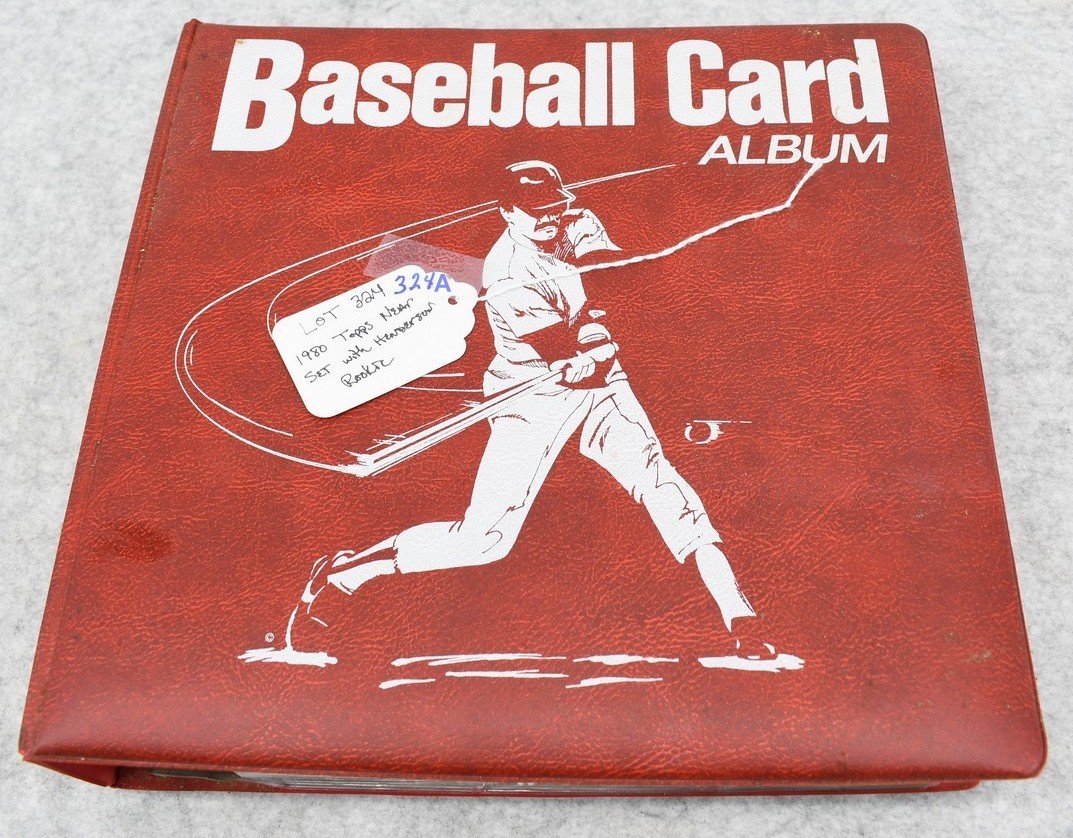 Baseball Card
ALBUM
LOT 324 324A
1980 Topps Near
Set with Henderson
Rookie
©